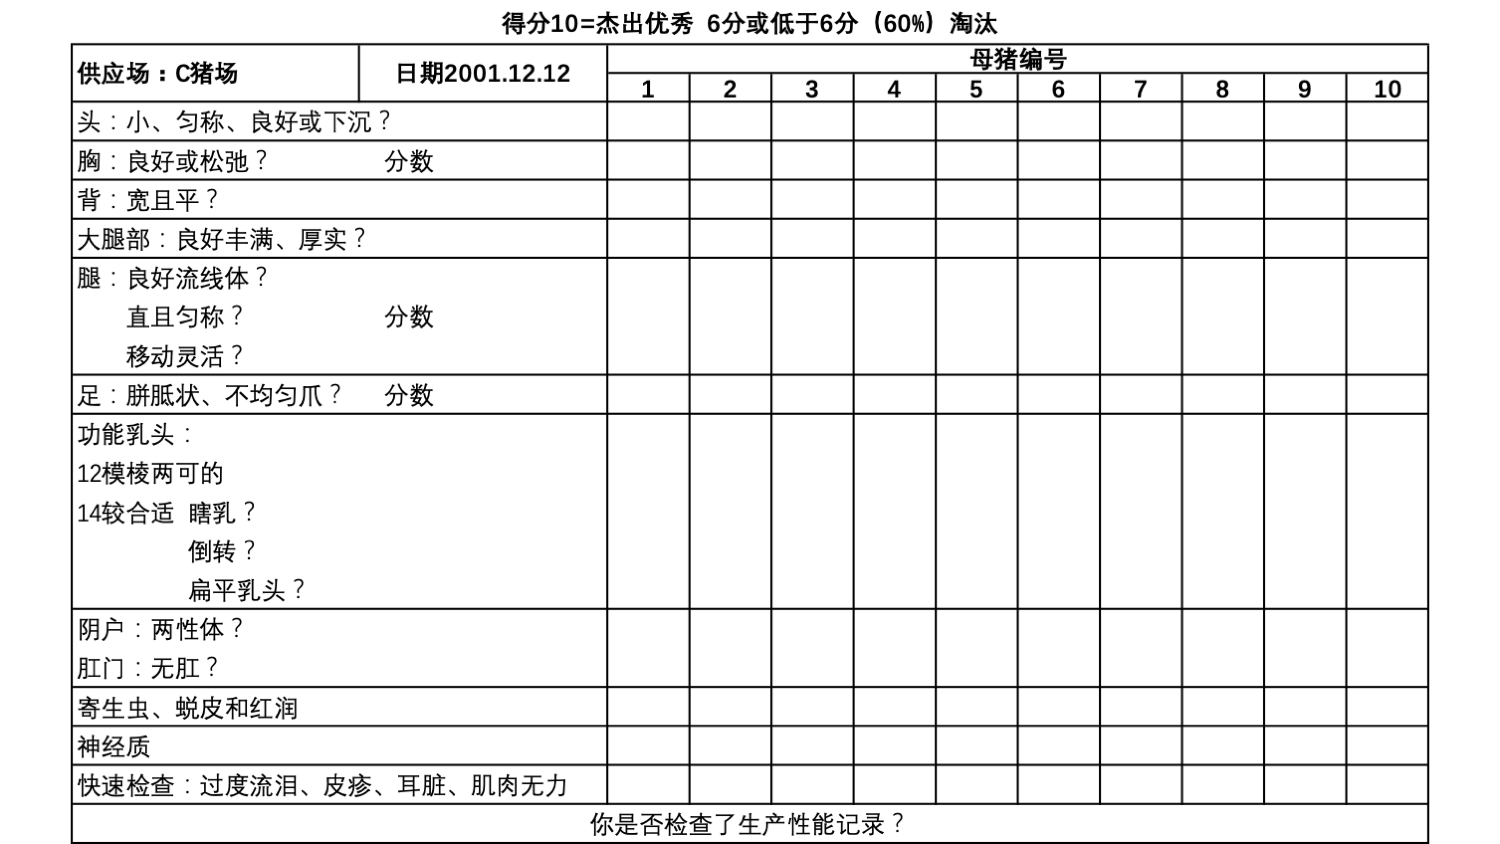 得分10=杰出优秀 6分或低于6分（60%）淘汰
供应场：C猪场 日期2001.12.12 母猪编号
1 2 3 4 5 6 7 8 9 10
头：小、匀称、良好或下沉？
胸：良好或松弛？ 分数
背：宽且平？
大腿部：良好丰满、厚实？
腿：良好流线体？
直且匀称？ 分数
移动灵活？
足：胼胝状、不均匀爪？ 分数
功能乳头：
12模棱两可的
14较合适 瞎乳？
倒转？
扁平乳头？
阴户：两性体？
肛门：无肛？
寄生虫、蜕皮和红润
神经质
快速检查：过度流泪、皮疹、耳脏、肌肉无力
你是否检查了生产性能记录？